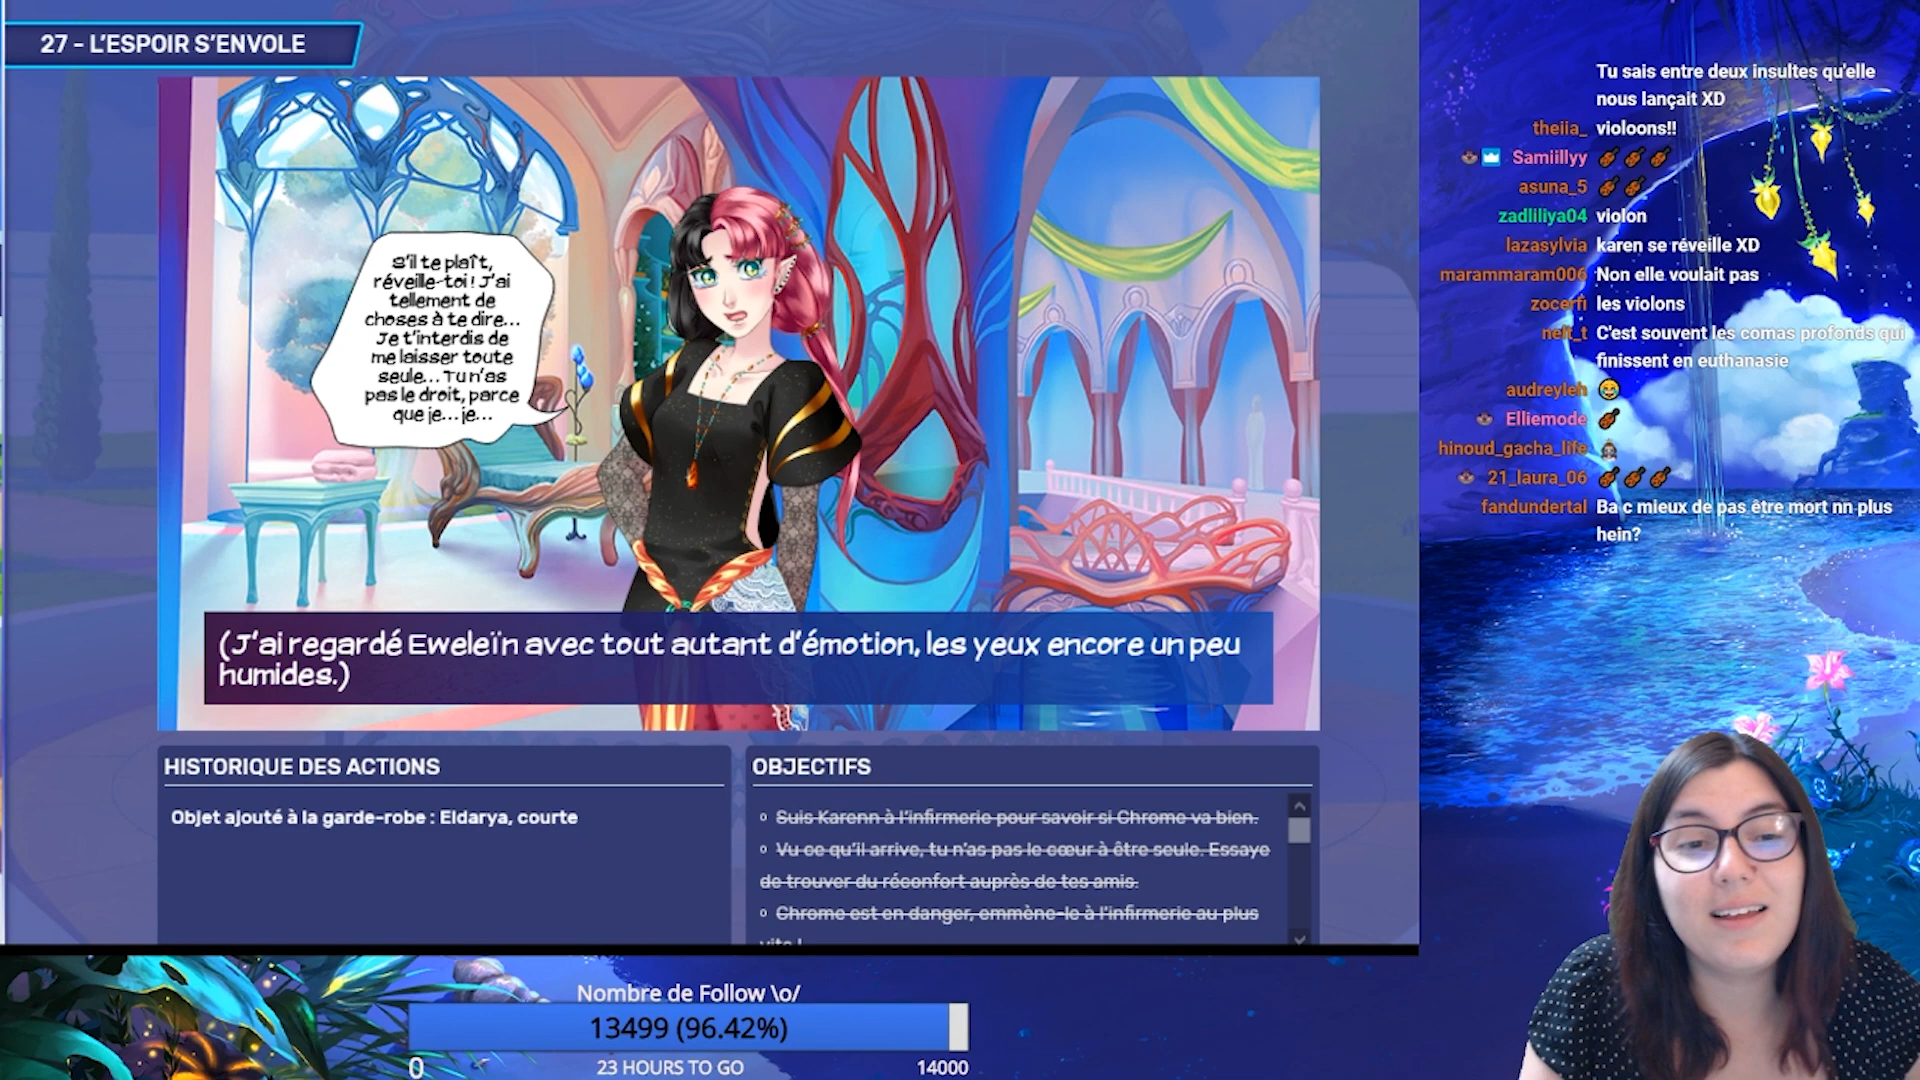 27 - L'ESPOIR S'ENVOLE
S'il te plaît,
réveille-toi ! J'ai
tellement de
choses à te dire...
Je t'interdis de
me laisser toute
seule... Tu n'as
pas le droit, parce
que je... je...
(J'ai regardé Eweleïn avec tout autant d'émotion, les yeux encore un peu
humides.)
HISTORIQUE DES ACTIONS
Objet ajouté à la garde-robe : Eldarya, courte
OBJECTIFS
Suis Karenn à l'infirmerie pour savoir si Chrome va bien.
Vu ce qu'il arrive, tu n'as pas le cœur à être seule. Essaye
de trouver du réconfort auprès de tes amis.
Chrome est en danger, emmène-le à l'infirmerie au plus
vite !
Nombre de Follow \o/
13499 (96.42%)
0 23 HOURS TO GO 14000
Tu sais entre deux insultes qu'elle
nous lançait XD
theiia_ violoons!!
Samiillyy
asuna_5
zadliliya04 violon
lazasylvia karen se réveille XD
marammaram006 Non elle voulait pas
zocerfi les violons
nelt_t C'est souvent les comas profonds qui
finissent en euthanasie
audreyleh
Elliemode
hinoud_gacha_life
21_laura_06
fandundertal Ba c mieux de pas être mort nn plus
hein?